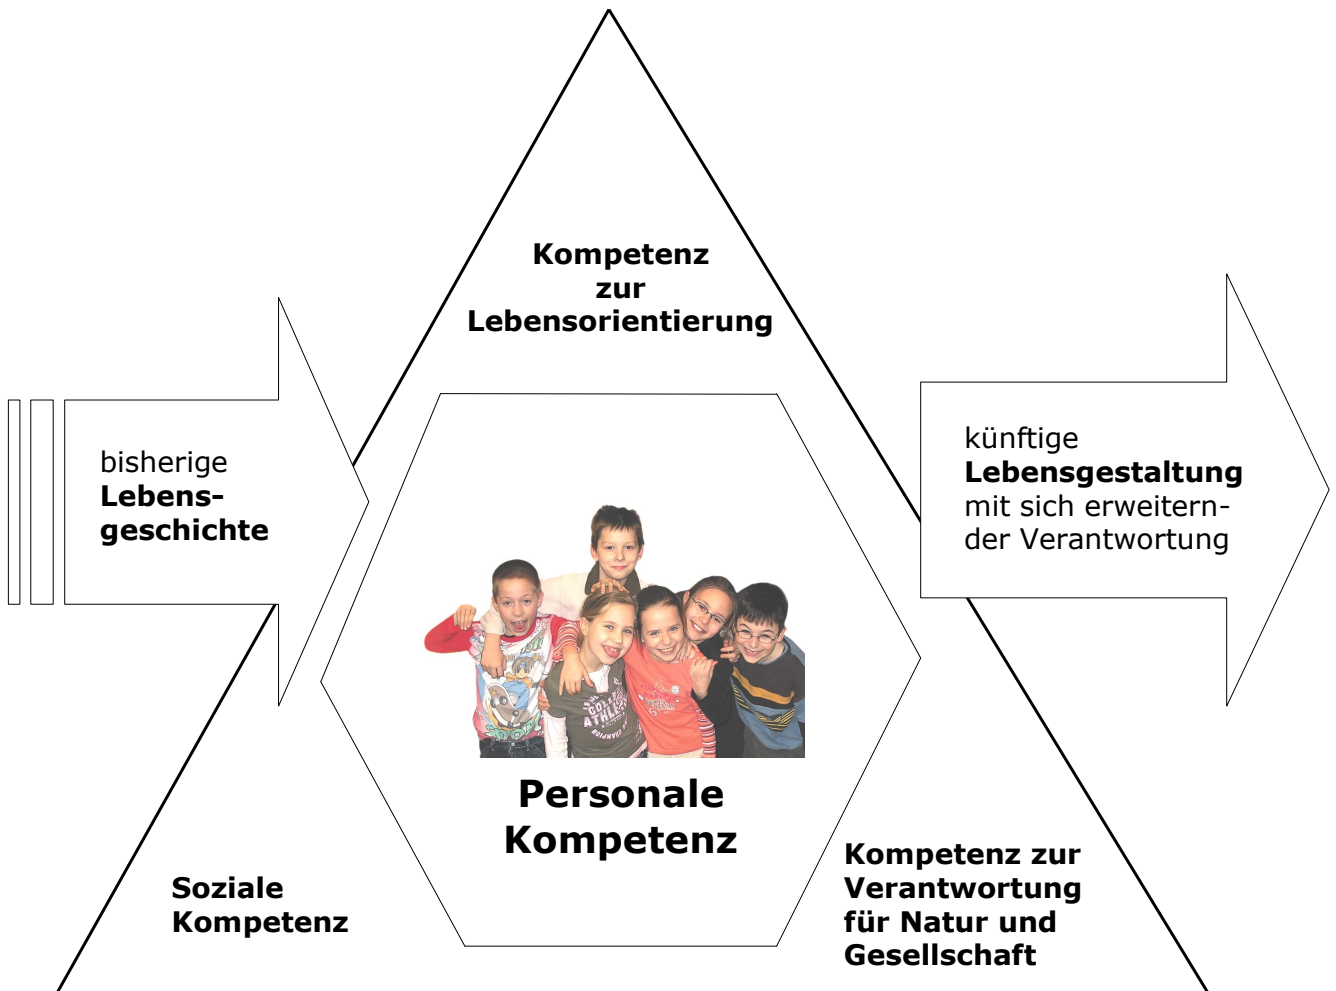 Kompetenz
zur
Lebensorientierung
bisherige
Lebens-
geschichte
künftige
Lebensgestaltung
mit sich erweitern-
der Verantwortung
Personale
Kompetenz
Soziale
Kompetenz
Kompetenz zur
Verantwortung
für Natur und
Gesellschaft